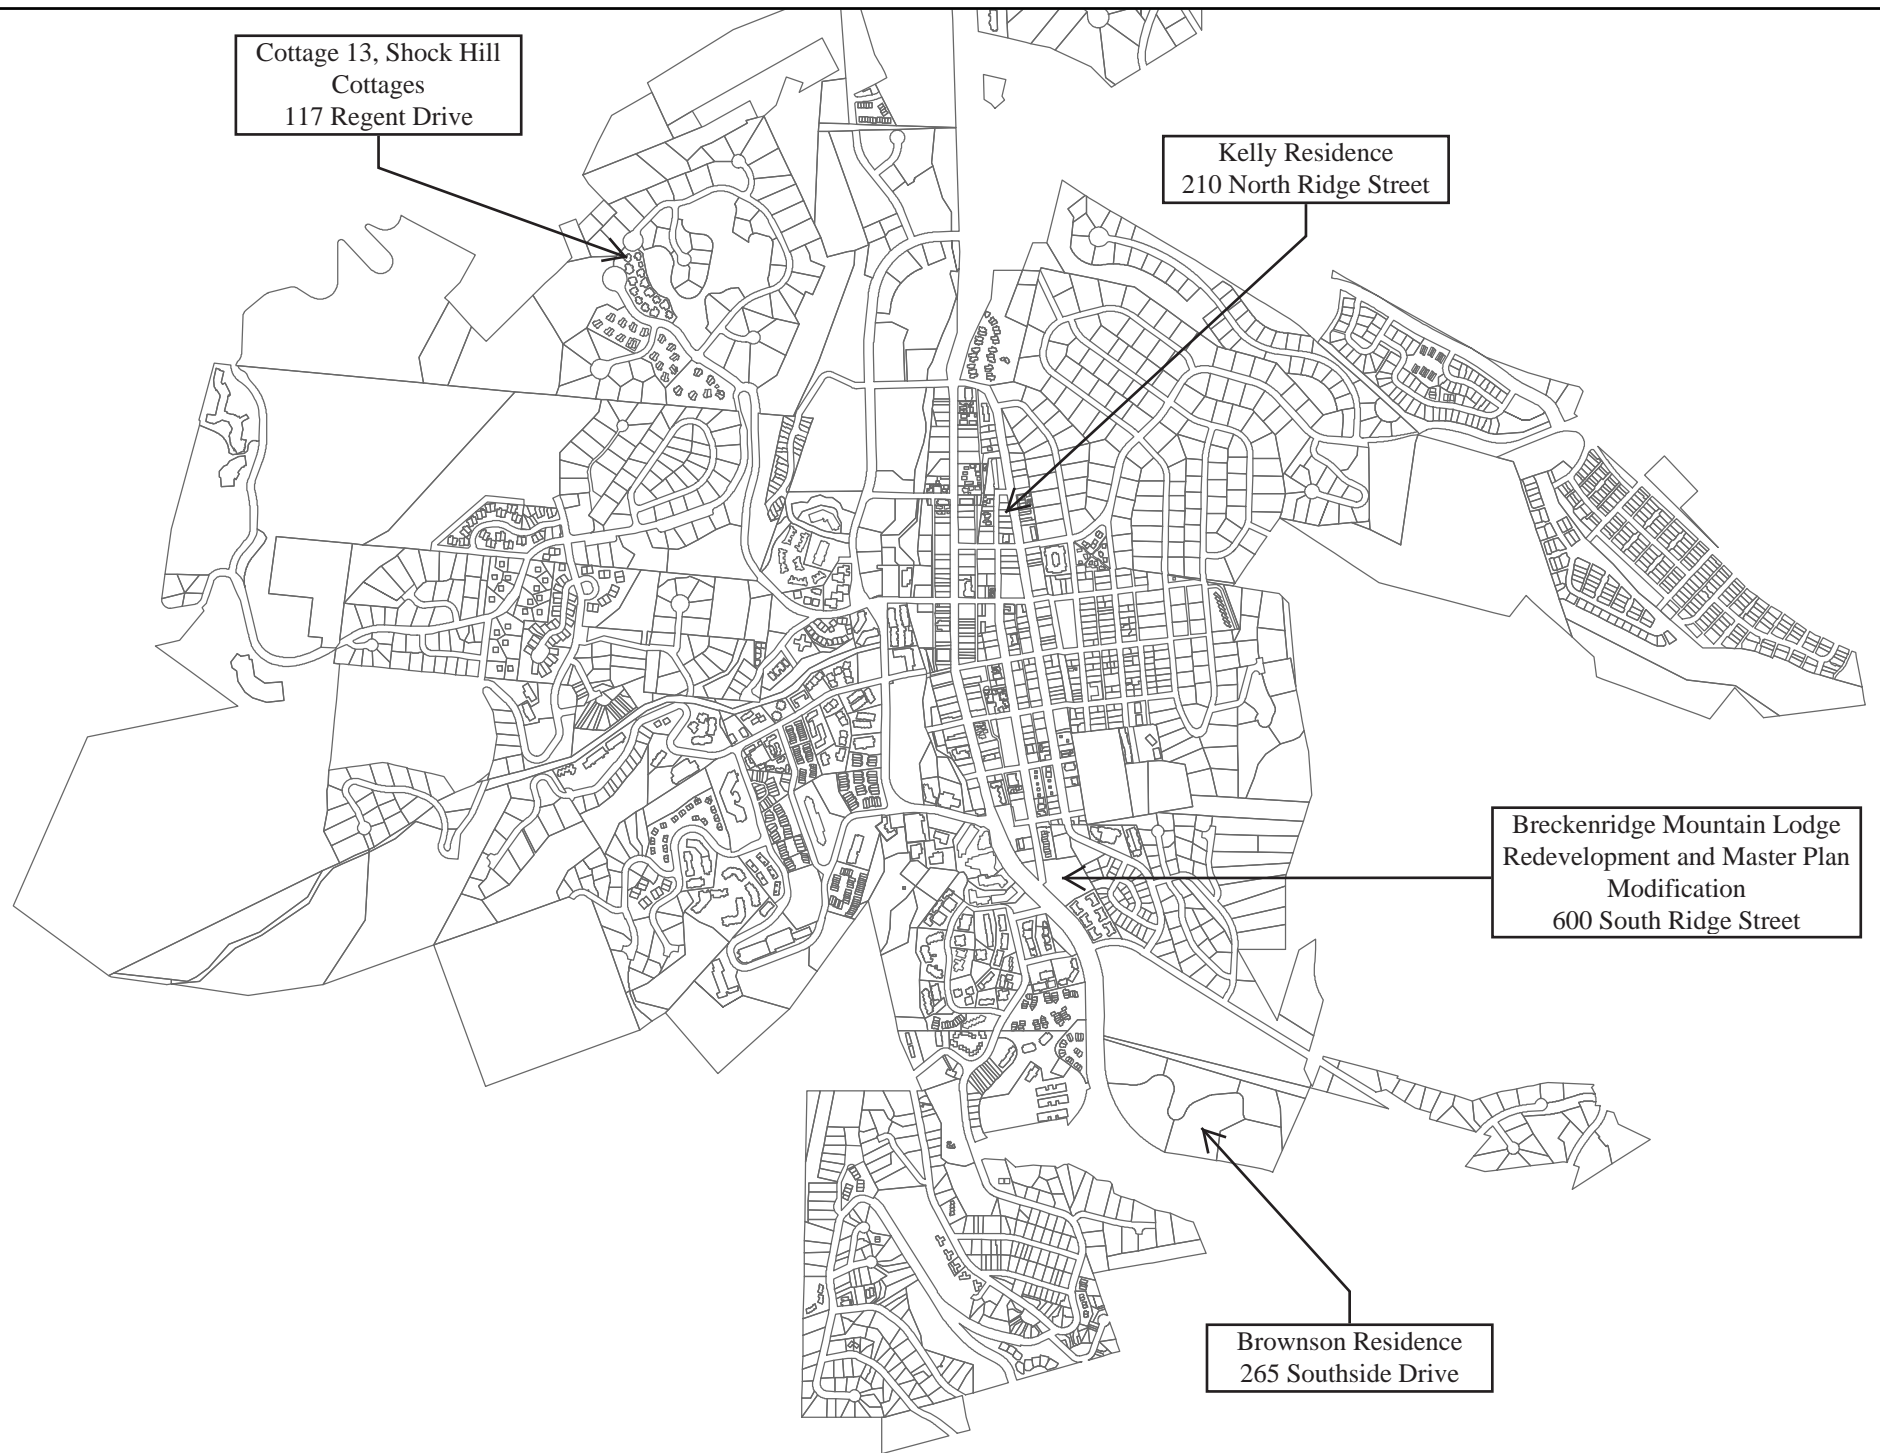 Cottage 13, Shock Hill
Cottages
117 Regent Drive
Kelly Residence
210 North Ridge Street
Breckenridge Mountain Lodge
Redevelopment and Master Plan
Modification
600 South Ridge Street
Brownson Residence
265 Southside Drive